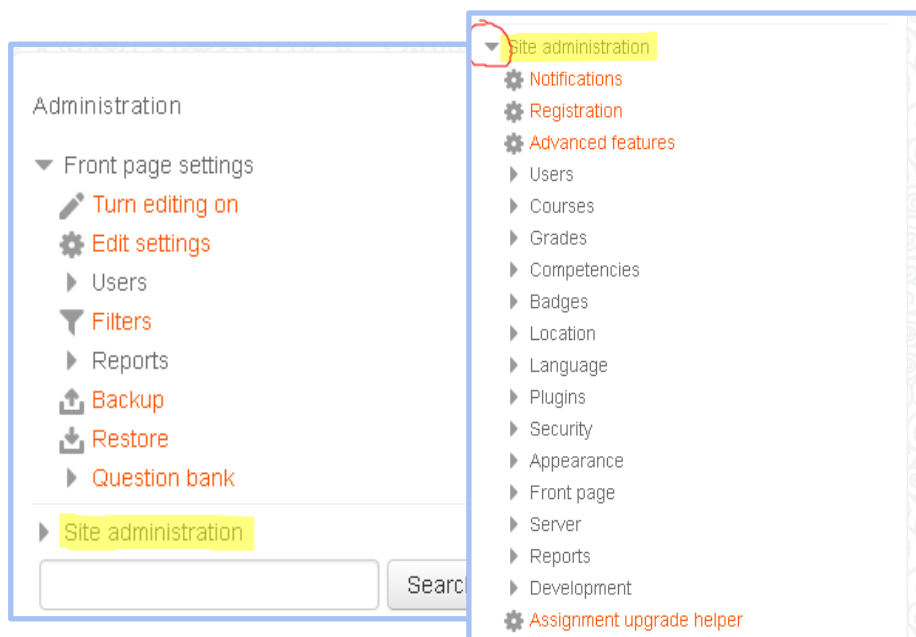 Administration
Front page settings
Turn editing on
Edit settings
Users
Filters
Reports
Backup
Restore
Question bank
Site administration
Site administration
Notifications
Registration
Advanced features
Users
Courses
Grades
Competencies
Badges
Location
Language
Plugins
Security
Appearance
Front page
Server
Reports
Development
Assignment upgrade helper